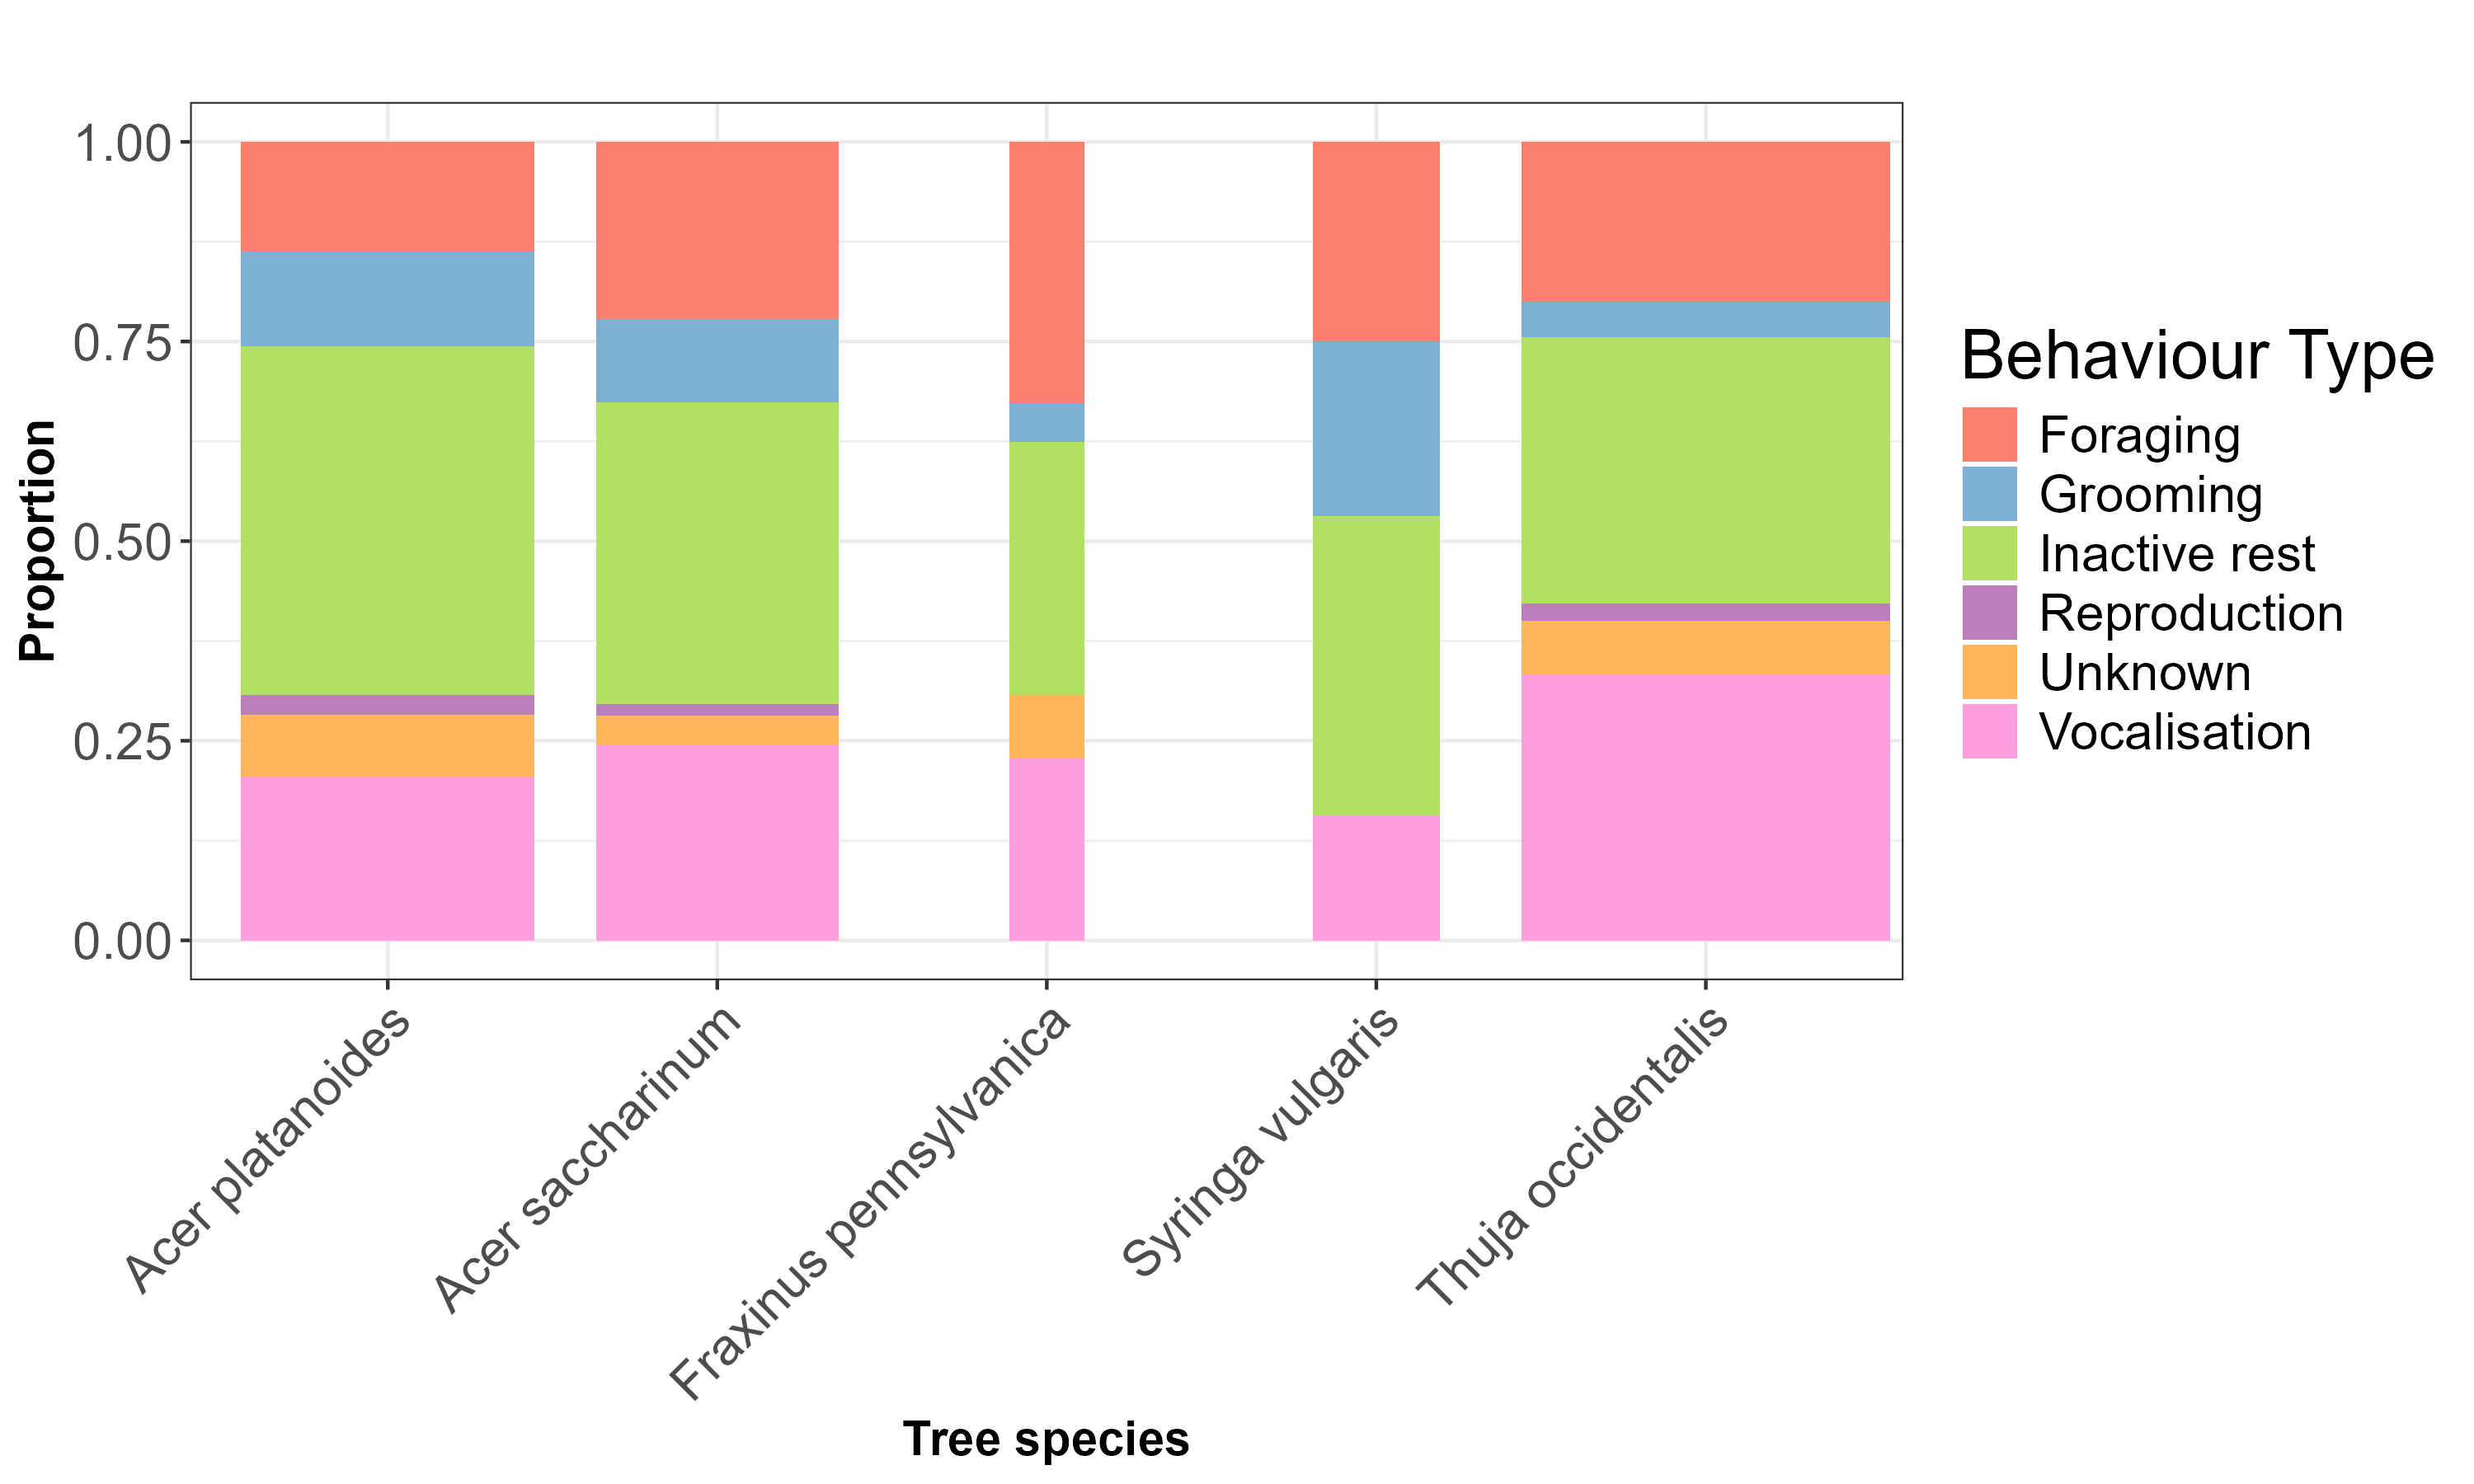 1.00
0.75
0.50
0.25
0.00
Proportion
Acer platanoides
Acer saccharinum
Fraxinus pennsylvanica
Syringa vulgaris
Thuja occidentalis
Tree species
Behaviour Type
Foraging
Grooming
Inactive rest
Reproduction
Unknown
Vocalisation